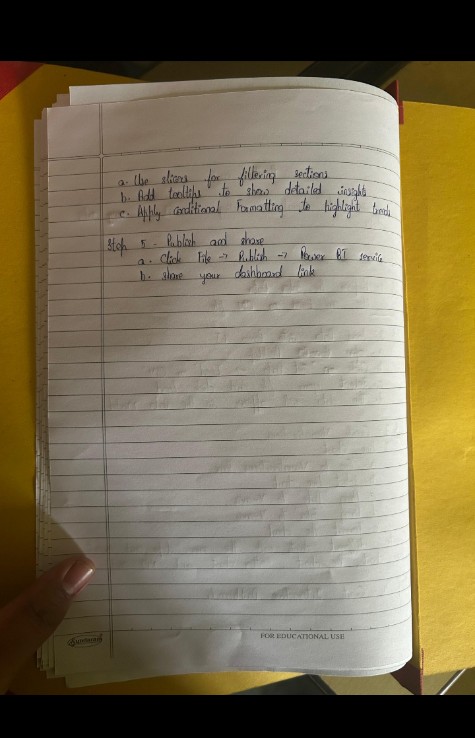 a. Use slicers for filtering sections
b. Add tooltips to show detailed insights
c. Apply conditional Formatting to highlight trends
Step 5 - Publish and share
a. Click File → Publish → Power BI service
b. Share your dashboard link
Sundaram
FOR EDUCATIONAL USE